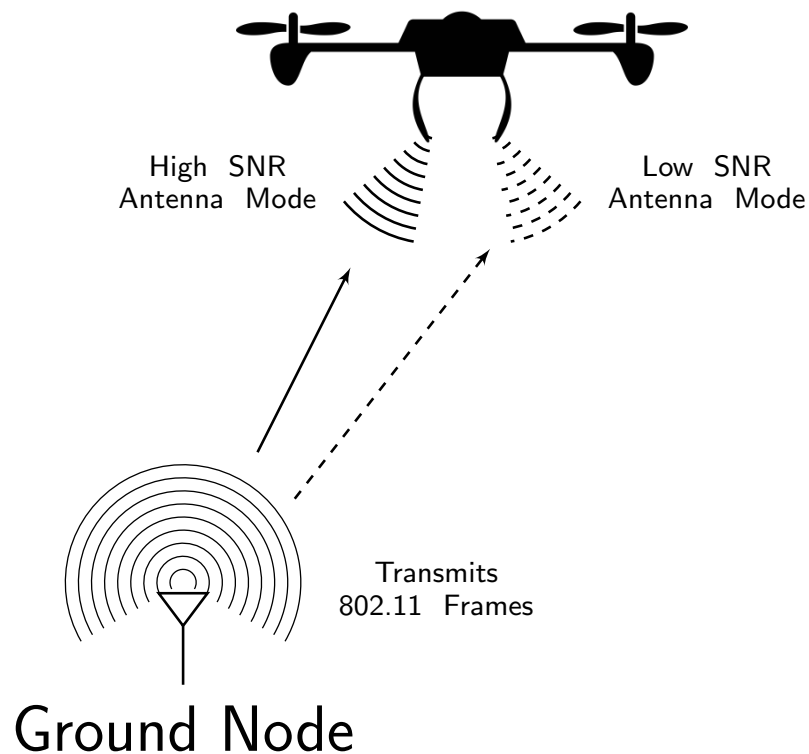 High SNR
Antenna Mode
Low SNR
Antenna Mode
Transmits
802.11 Frames
Ground Node